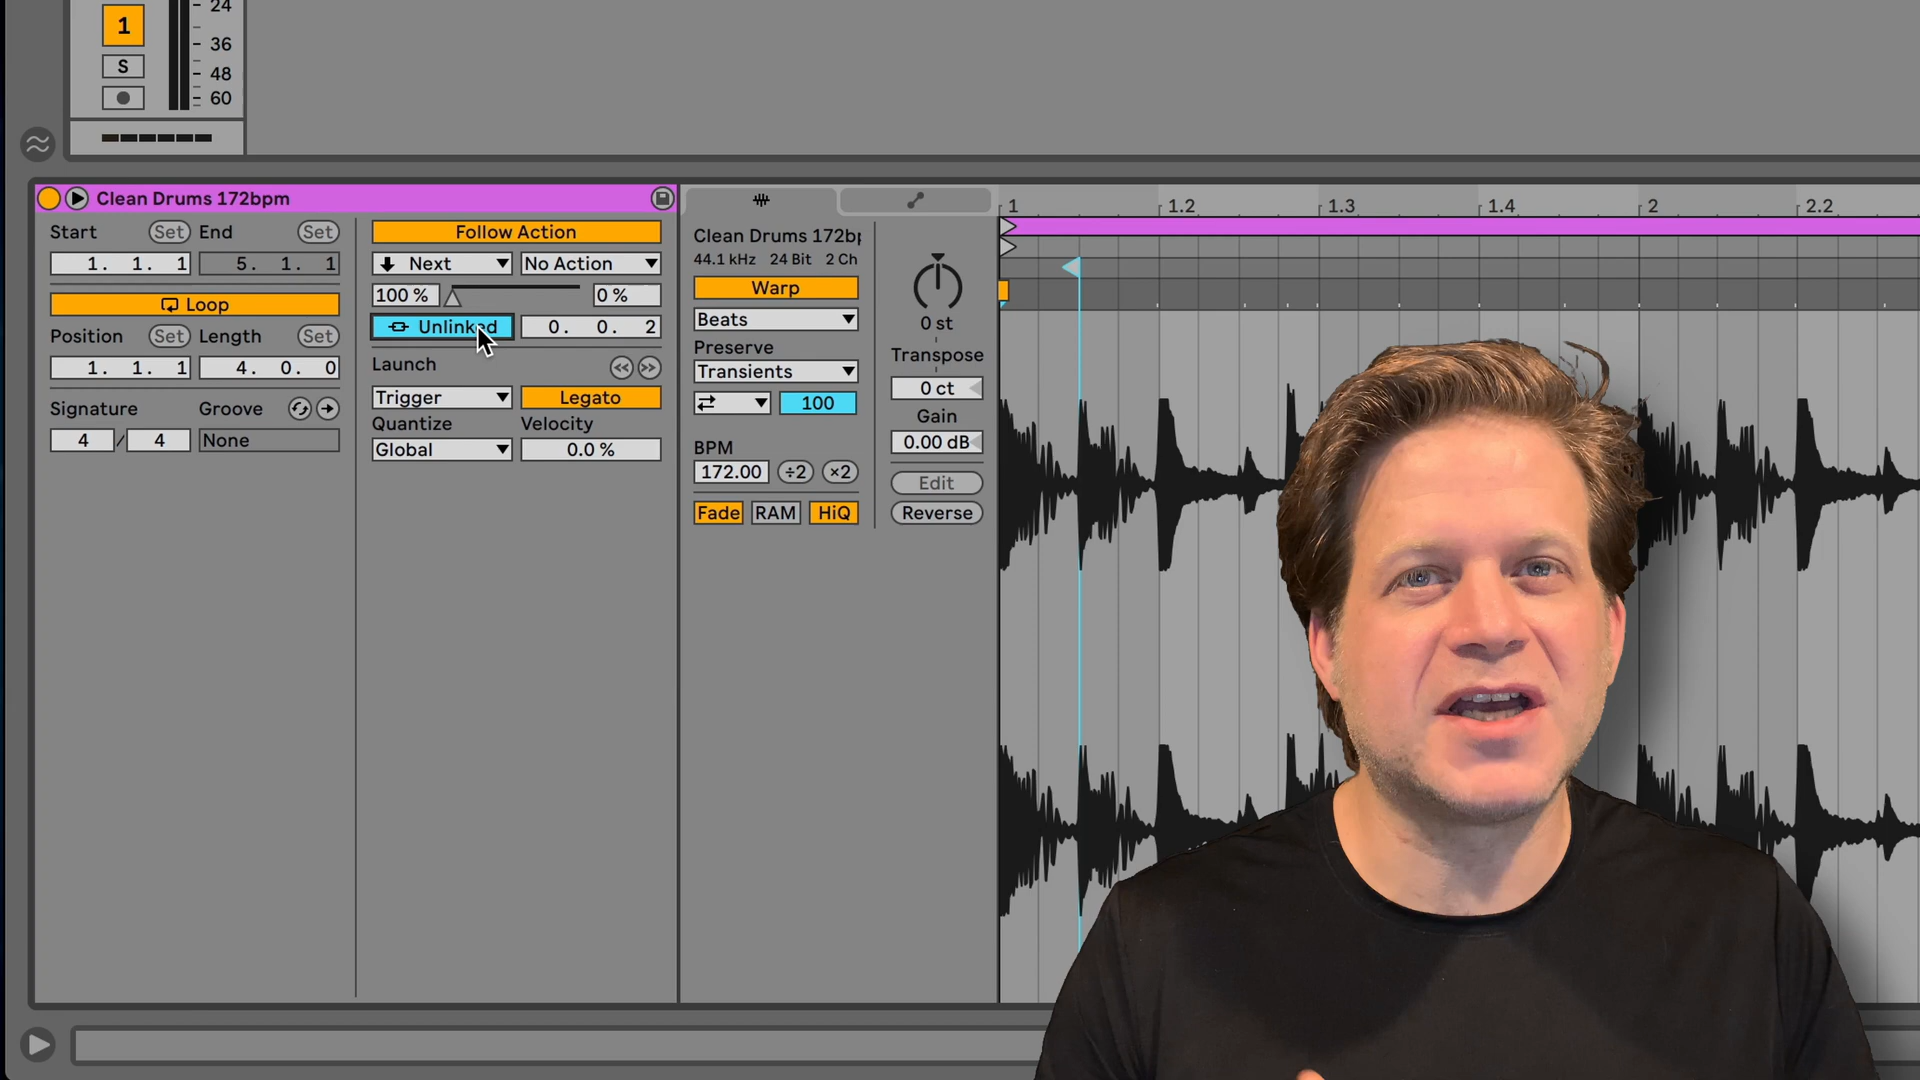 24
1
36
S
48
60
Clean Drums 172bpm
Start Set End Set
1. 1. 1 5. 1. 1
Loop
Position Set Length Set
1. 1. 1 4. 0. 0
Signature Groove
4 / 4 None
Follow Action
Next No Action
100 % 0 %
Unlinked 0. 0. 2
Launch
Trigger Legato
Quantize Velocity
Global 0.0 %
Clean Drums 172b
44.1 kHz 24 Bit 2 Ch
Warp
Beats
Preserve
Transients
100
BPM
172.00 ÷2 ×2
Fade RAM HiQ
0 st
Transpose
0 ct
Gain
0.00 dB
Edit
Reverse
1 1.2 1.3 1.4 2 2.2